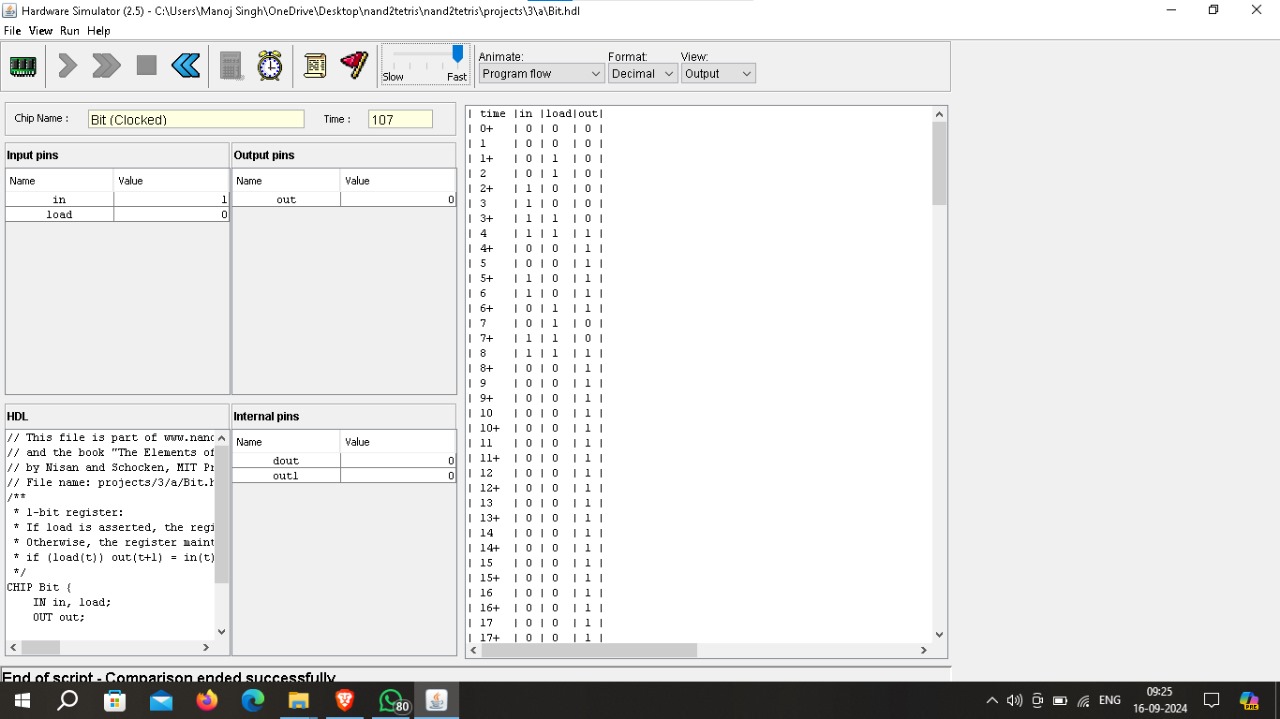 Hardware Simulator (2.5) - C:\Users\Manoj Singh\OneDrive\Desktop\nand2tetris\nand2tetris\projects\3\a\Bit.hdl
File View Run Help
Slow Fast
Animate: Format: View:
Program flow Decimal Output
Chip Name : Bit (Clocked) Time : 107
Input pins
Name Value
in 1
load 0
Output pins
Name Value
out 0
HDL
// This file is part of www.nand
// and the book "The Elements of
// by Nisan and Schocken, MIT Pr
// File name: projects/3/a/Bit.h
/**
* 1-bit register:
* If load is asserted, the regi
* Otherwise, the register maint
* if (load(t)) out(t+1) = in(t)
*/
CHIP Bit {
IN in, load;
OUT out;
Internal pins
Name Value
dout 0
out1 0
| time |in |load|out|
| 0+ | 0 | 0 | 0 |
| 1 | 0 | 0 | 0 |
| 1+ | 0 | 1 | 0 |
| 2 | 0 | 1 | 0 |
| 2+ | 1 | 0 | 0 |
| 3 | 1 | 0 | 0 |
| 3+ | 1 | 1 | 0 |
| 4 | 1 | 1 | 1 |
| 4+ | 0 | 0 | 1 |
| 5 | 0 | 0 | 1 |
| 5+ | 1 | 0 | 1 |
| 6 | 1 | 0 | 1 |
| 6+ | 0 | 1 | 1 |
| 7 | 0 | 1 | 0 |
| 7+ | 1 | 1 | 0 |
| 8 | 1 | 1 | 1 |
| 8+ | 0 | 0 | 1 |
| 9 | 0 | 0 | 1 |
| 9+ | 0 | 0 | 1 |
| 10 | 0 | 0 | 1 |
| 10+ | 0 | 0 | 1 |
| 11 | 0 | 0 | 1 |
| 11+ | 0 | 0 | 1 |
| 12 | 0 | 0 | 1 |
| 12+ | 0 | 0 | 1 |
| 13 | 0 | 0 | 1 |
| 13+ | 0 | 0 | 1 |
| 14 | 0 | 0 | 1 |
| 14+ | 0 | 0 | 1 |
| 15 | 0 | 0 | 1 |
| 15+ | 0 | 0 | 1 |
| 16 | 0 | 0 | 1 |
| 16+ | 0 | 0 | 1 |
| 17 | 0 | 0 | 1 |
| 17+ | 0 | 0 | 1 |
End of script - Comparison ended successfully
80
ENG
09:25
16-09-2024